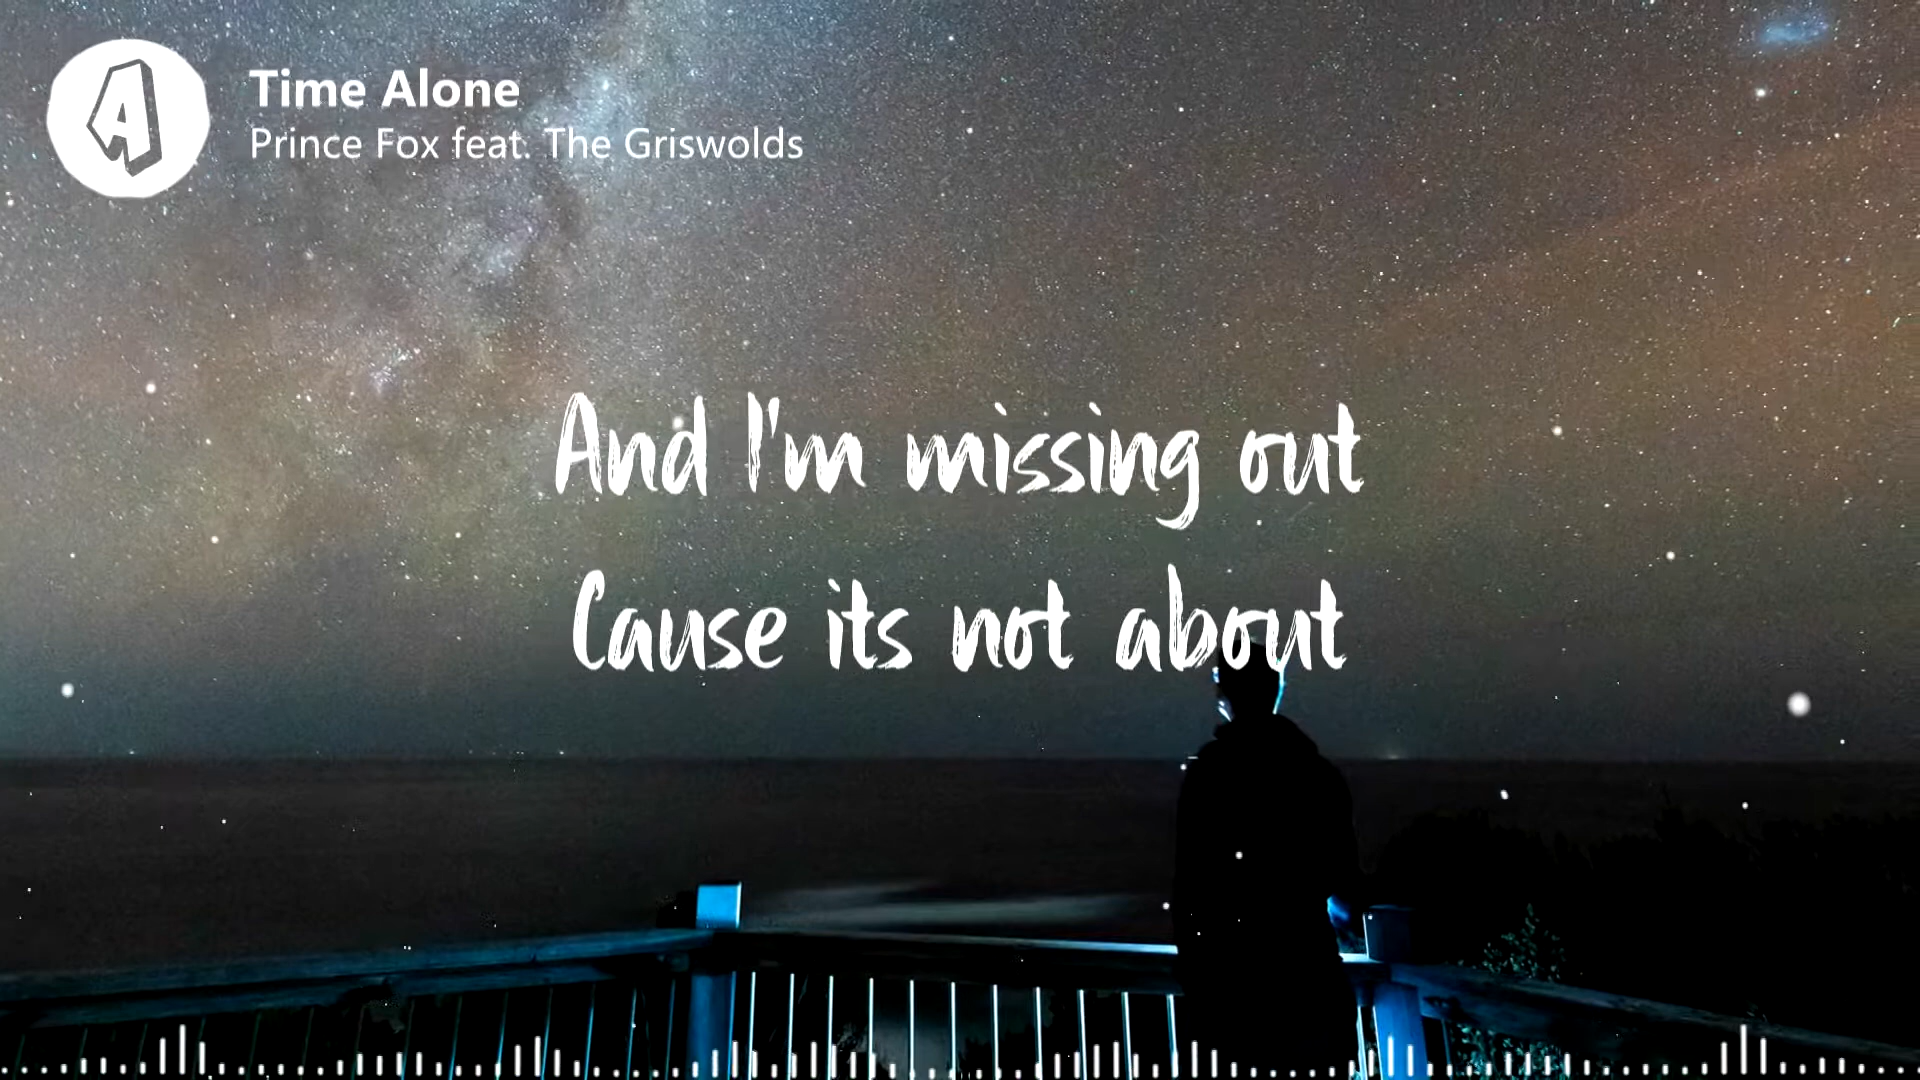 A
Time Alone
Prince Fox feat. The Griswolds
And I'm missing out
Cause its not about